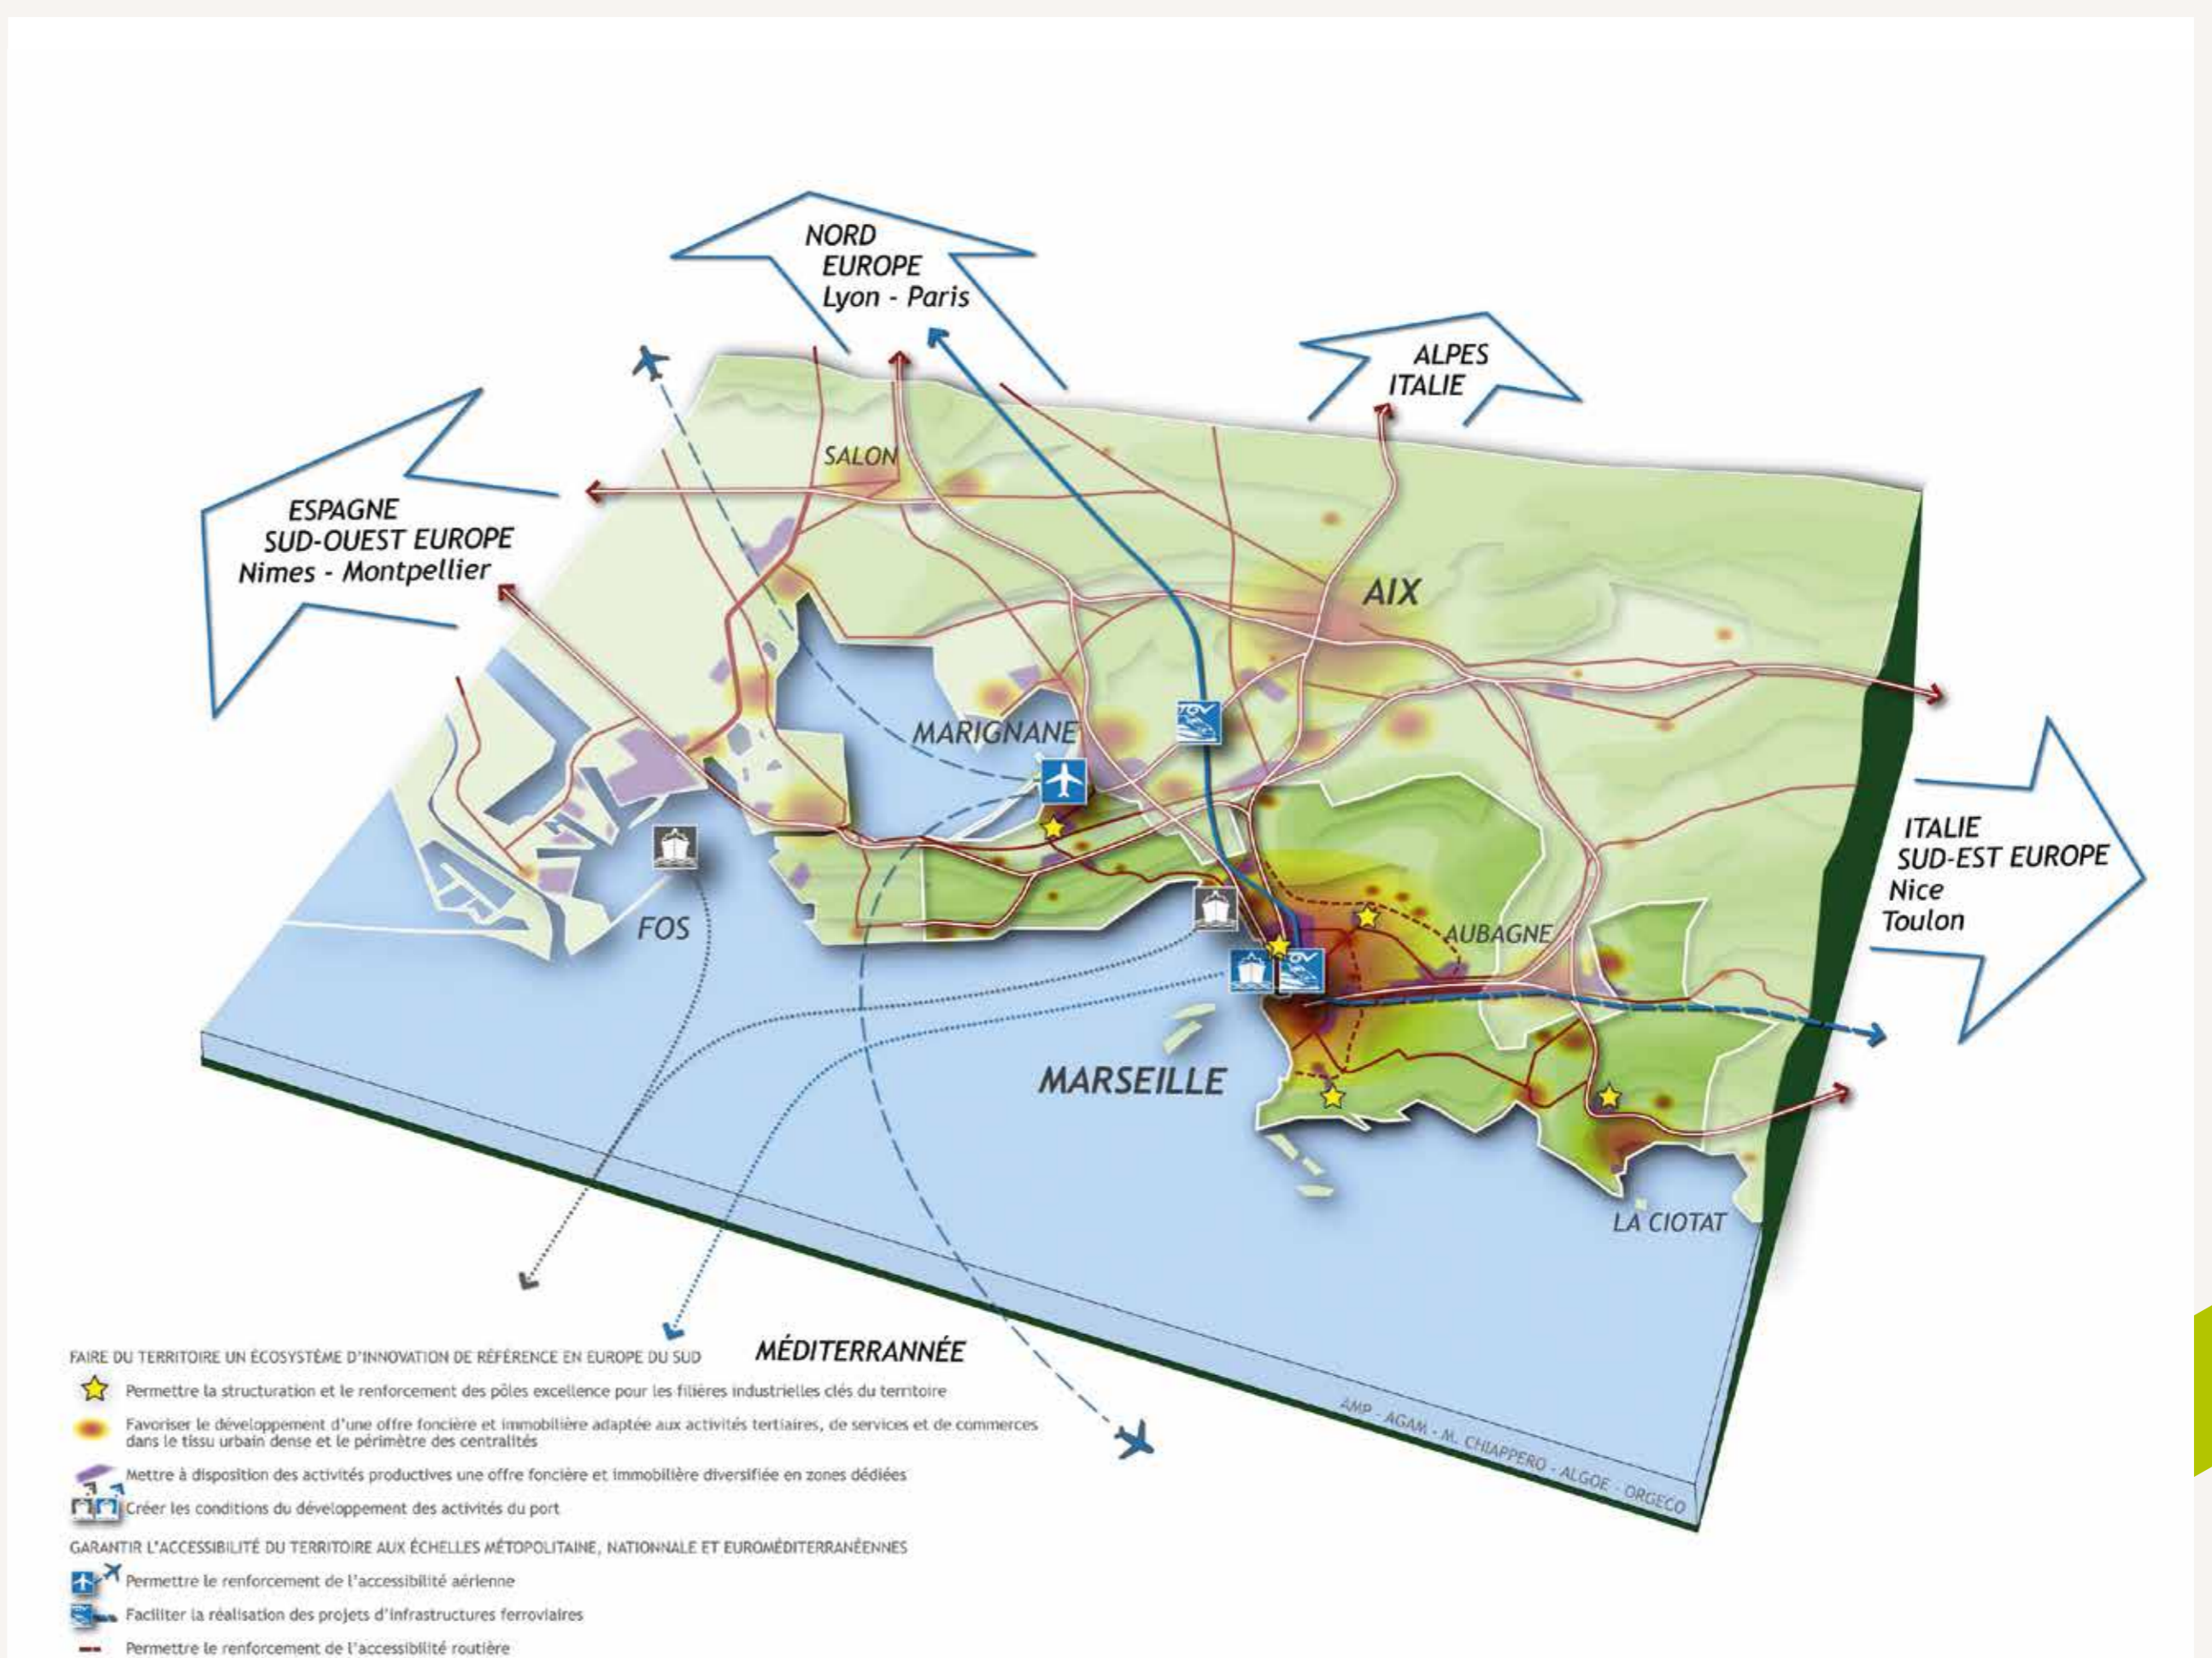 NORD
EUROPE
Lyon - Paris
ALPES
ITALIE
SALON
ESPAGNE
SUD-OUEST EUROPE
Nimes - Montpellier
AIX
TGV
MARIGNANE
ITALIE
SUD-EST EUROPE
Nice
Toulon
FOS
AUBAGNE
MARSEILLE
LA CIOTAT
MÉDITERRANNÉE
AMP - AGAM - M. CHIAPPERO - ALGOE - ORGECO
FAIRE DU TERRITOIRE UN ÉCOSYSTÈME D'INNOVATION DE RÉFÉRENCE EN EUROPE DU SUD
Permettre la structuration et le renforcement des pôles excellence pour les filières industrielles clés du territoire
Favoriser le développement d'une offre foncière et immobilière adaptée aux activités tertiaires, de services et de commerces
dans le tissu urbain dense et le périmètre des centralités
Mettre à disposition des activités productives une offre foncière et immobilière diversifiée en zones dédiées
Créer les conditions du développement des activités du port
GARANTIR L'ACCESSIBILITÉ DU TERRITOIRE AUX ÉCHELLES MÉTOPOLITAINE, NATIONNALE ET EUROMÉDITERRANÉENNES
Permettre le renforcement de l'accessibilité aérienne
Faciliter la réalisation des projets d'infrastructures ferroviaires
Permettre le renforcement de l'accessibilité routière